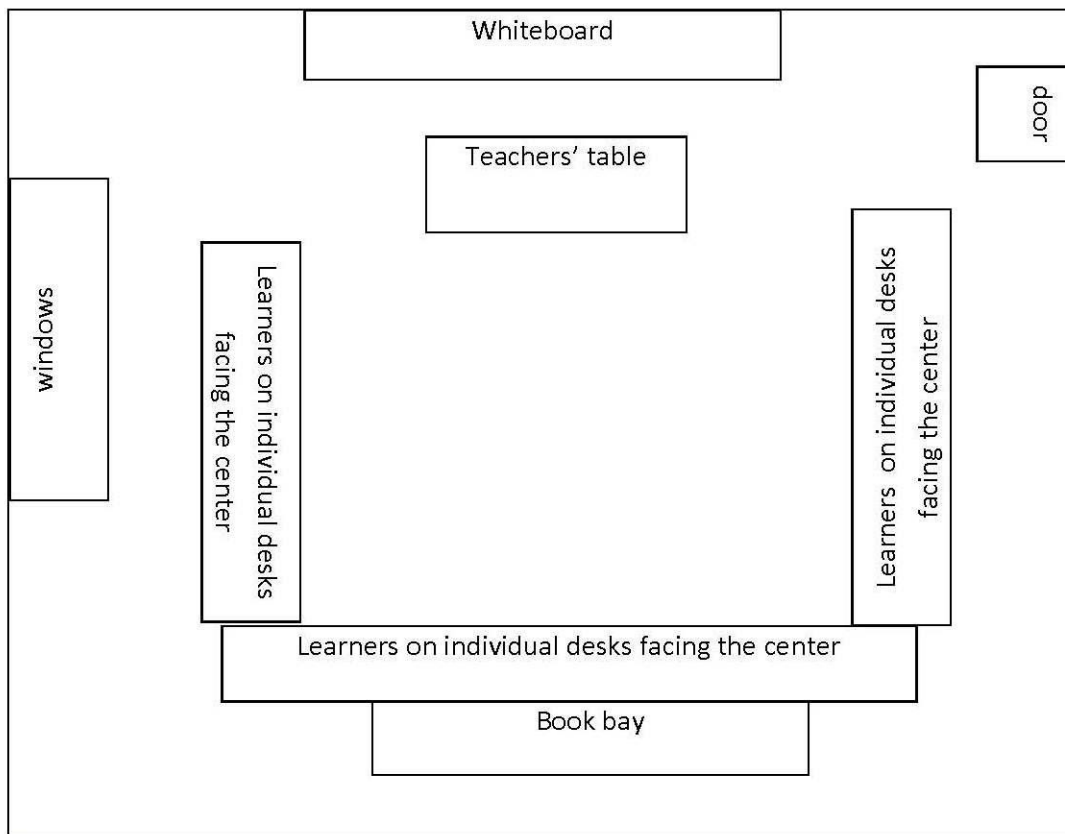 Whiteboard
door
Teachers’ table
windows
Learners on individual desks
facing the center
Learners on individual desks
facing the center
Learners on individual desks facing the center
Book bay